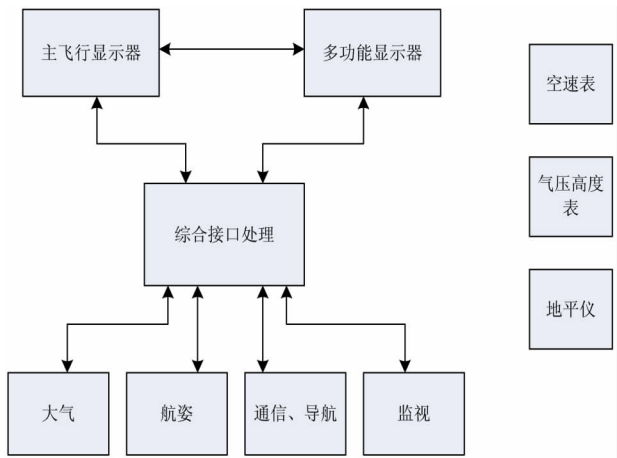 主飞行显示器
多功能显示器
空速表
气压高度
表
综合接口处理
地平仪
大气
航姿
通信、导航
监视